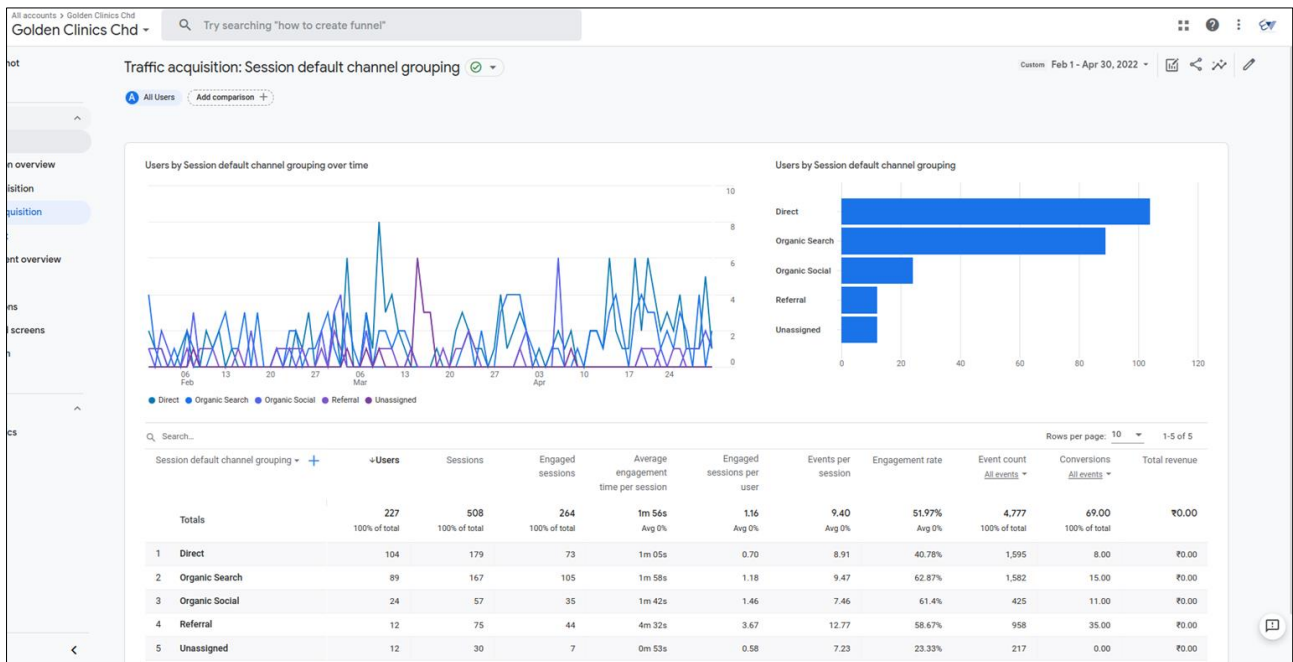 All accounts > Golden Clinics Chd
Golden Clinics Chd
Try searching "how to create funnel"
Traffic acquisition: Session default channel grouping
Custom Feb 1 - Apr 30, 2022
A All Users Add comparison +
n overview
isition
quisition
ent overview
ns
screens
Users by Session default channel grouping over time
10
8
6
4
2
0
06 Feb 13 20 27 06 Mar 13 20 27 03 Apr 10 17 24
Direct Organic Search Organic Social Referral Unassigned
Users by Session default channel grouping
Direct
Organic Search
Organic Social
Referral
Unassigned
0 20 40 60 80 100 120
Search...
Rows per page: 10 1-5 of 5
Session default channel grouping + ↓Users Sessions Engaged sessions Average engagement time per session Engaged sessions per user Events per session Engagement rate Event count All events Conversions All events Total revenue
Totals 227 508 264 1m 56s 1.16 9.40 51.97% 4,777 69.00 ₹0.00
100% of total 100% of total 100% of total Avg 0% Avg 0% Avg 0% Avg 0% 100% of total 100% of total
1 Direct 104 179 73 1m 05s 0.70 8.91 40.78% 1,595 8.00 ₹0.00
2 Organic Search 89 167 105 1m 58s 1.18 9.47 62.87% 1,582 15.00 ₹0.00
3 Organic Social 24 57 35 1m 42s 1.46 7.46 61.4% 425 11.00 ₹0.00
4 Referral 12 75 44 4m 32s 3.67 12.77 58.67% 958 35.00 ₹0.00
5 Unassigned 12 30 7 0m 53s 0.58 7.23 23.33% 217 0.00 ₹0.00